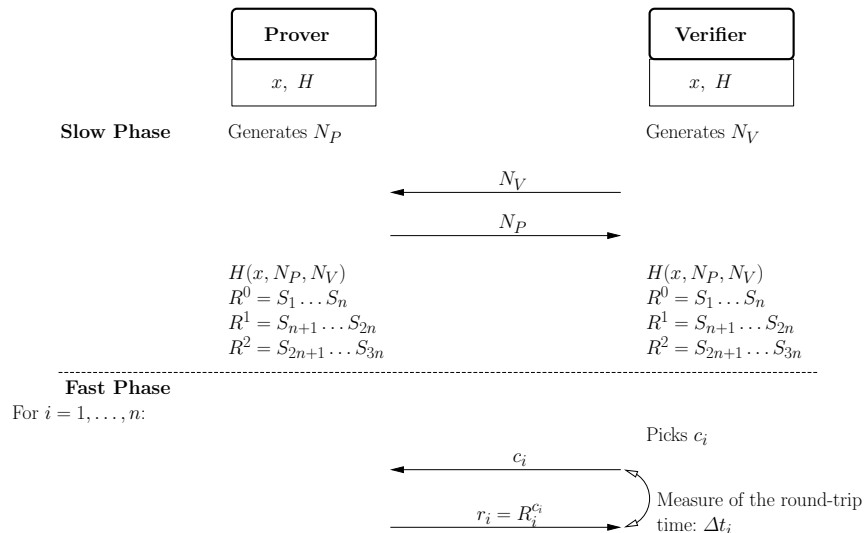 Prover Verifier
x, H x, H
Slow Phase Generates N_P Generates N_V
N_V
N_P
H(x, N_P, N_V) H(x, N_P, N_V)
R^0 = S_1 … S_n R^0 = S_1 … S_n
R^1 = S_{n+1} … S_{2n} R^1 = S_{n+1} … S_{2n}
R^2 = S_{2n+1} … S_{3n} R^2 = S_{2n+1} … S_{3n}
Fast Phase
For i = 1, … , n:
Picks c_i
c_i
r_i = R_i^{c_i}
Measure of the round-trip
time: Δt_i